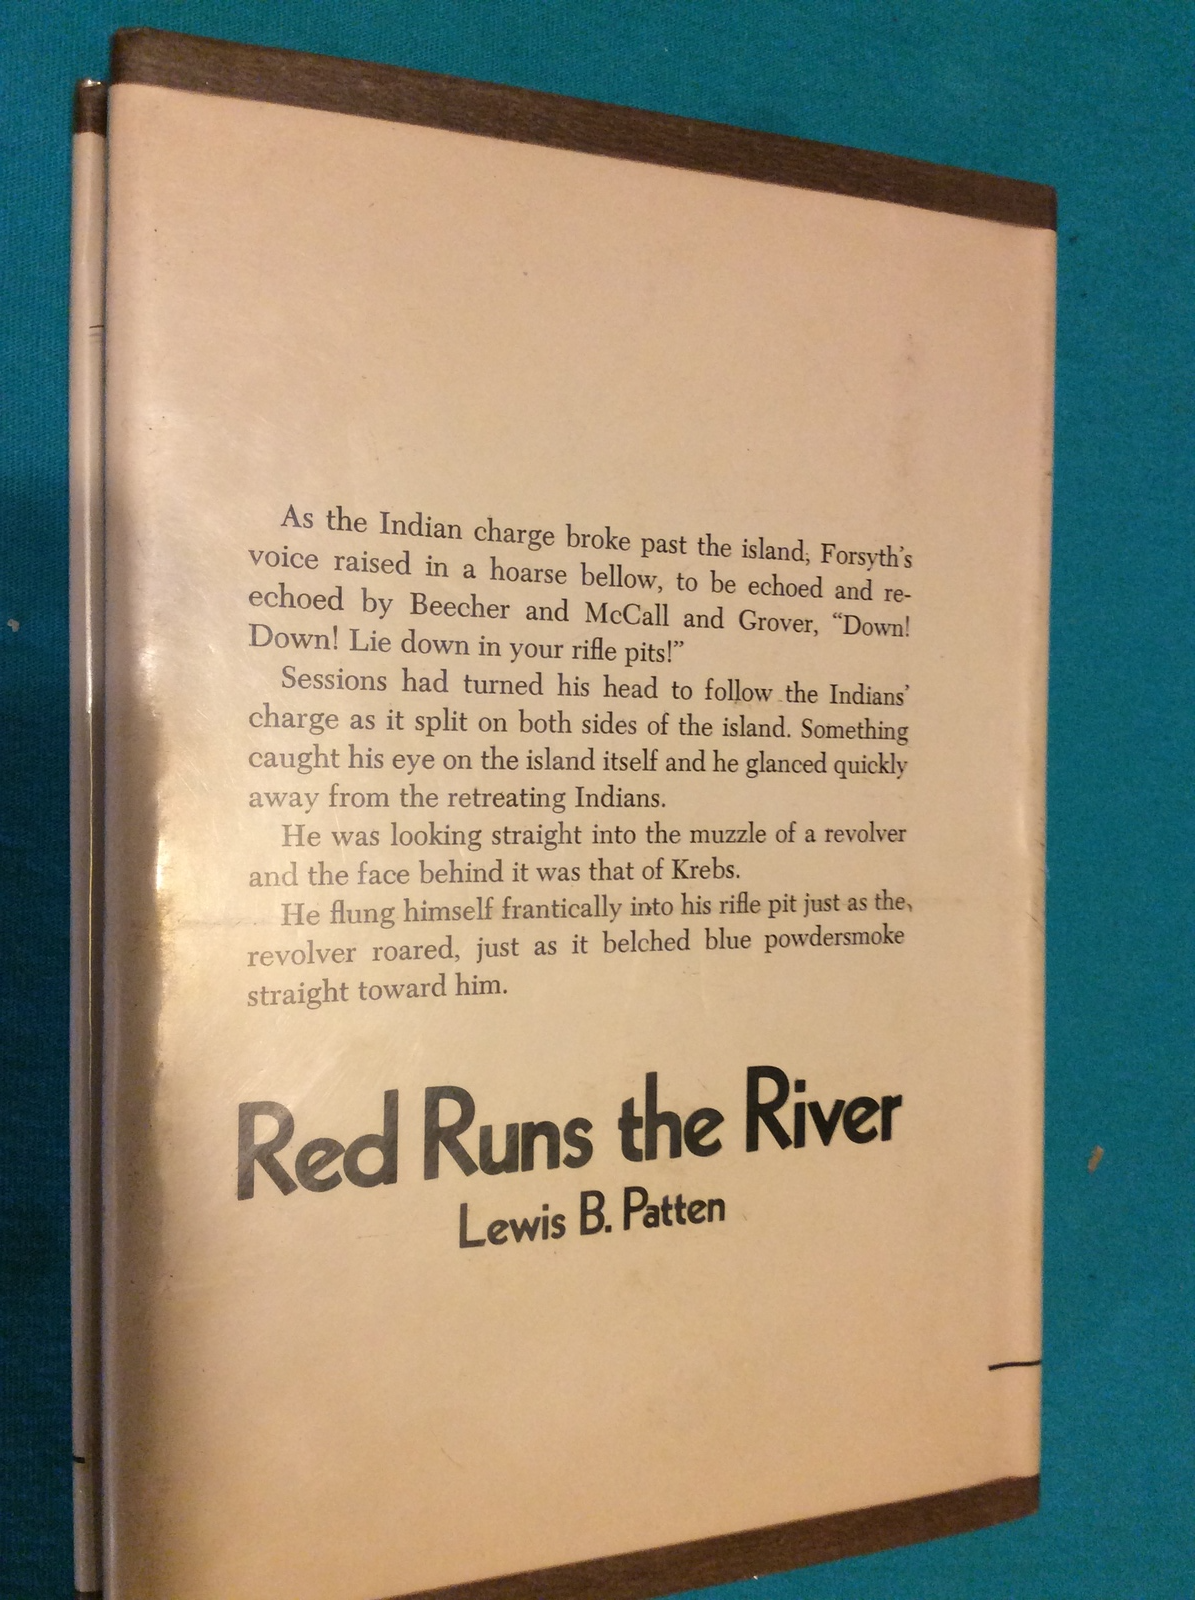 As the Indian charge broke past the island, Forsyth's
voice raised in a hoarse bellow, to be echoed and re-
echoed by Beecher and McCall and Grover, “Down!
Down! Lie down in your rifle pits!”
Sessions had turned his head to follow the Indians'
charge as it split on both sides of the island. Something
caught his eye on the island itself and he glanced quickly
away from the retreating Indians.
He was looking straight into the muzzle of a revolver
and the face behind it was that of Krebs.
He flung himself frantically into his rifle pit just as the
revolver roared, just as it belched blue powdersmoke
straight toward him.
Red Runs the River
Lewis B. Patten